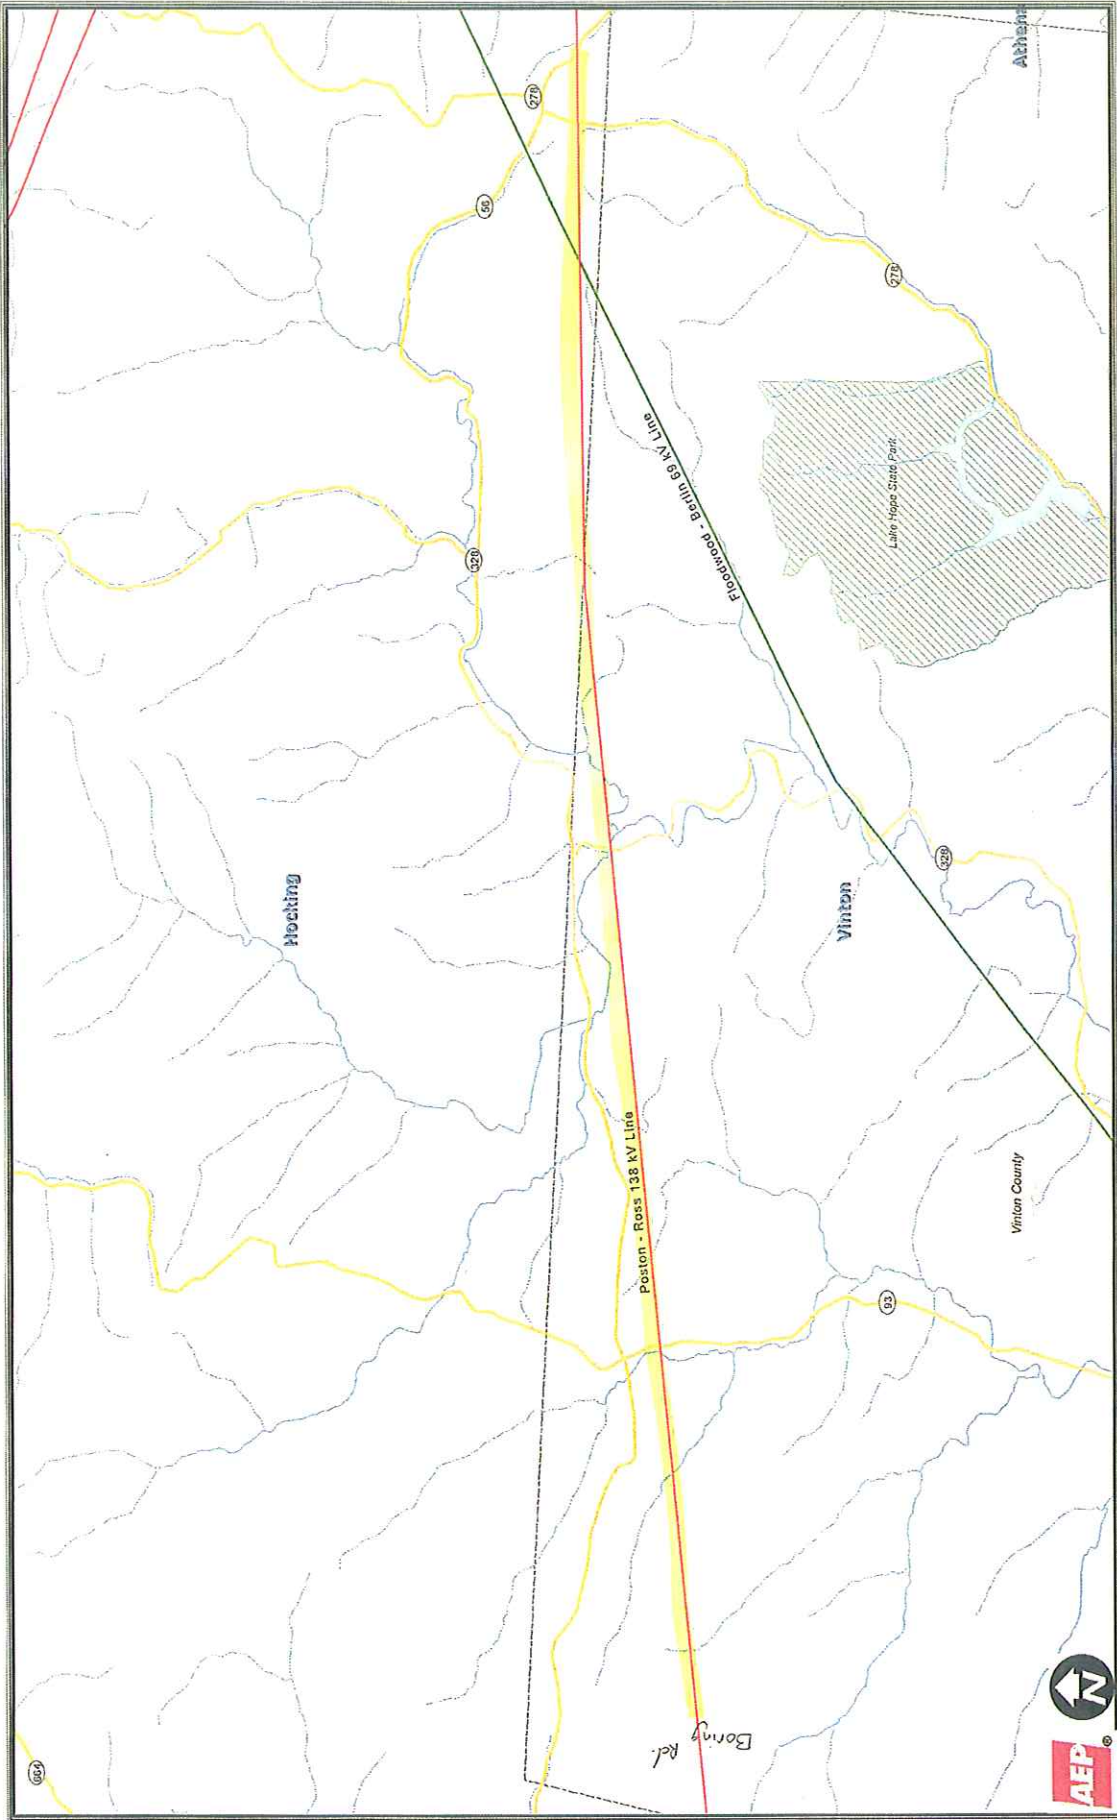 664
Hocking
328
56
278
Athens
278
Lake Hope State Park
Floodwood - Berlin 69 kV Line
Vinton
328
Poston - Ross 138 kV Line
Vinton County
93
Boring Rd.
AEP
®
N